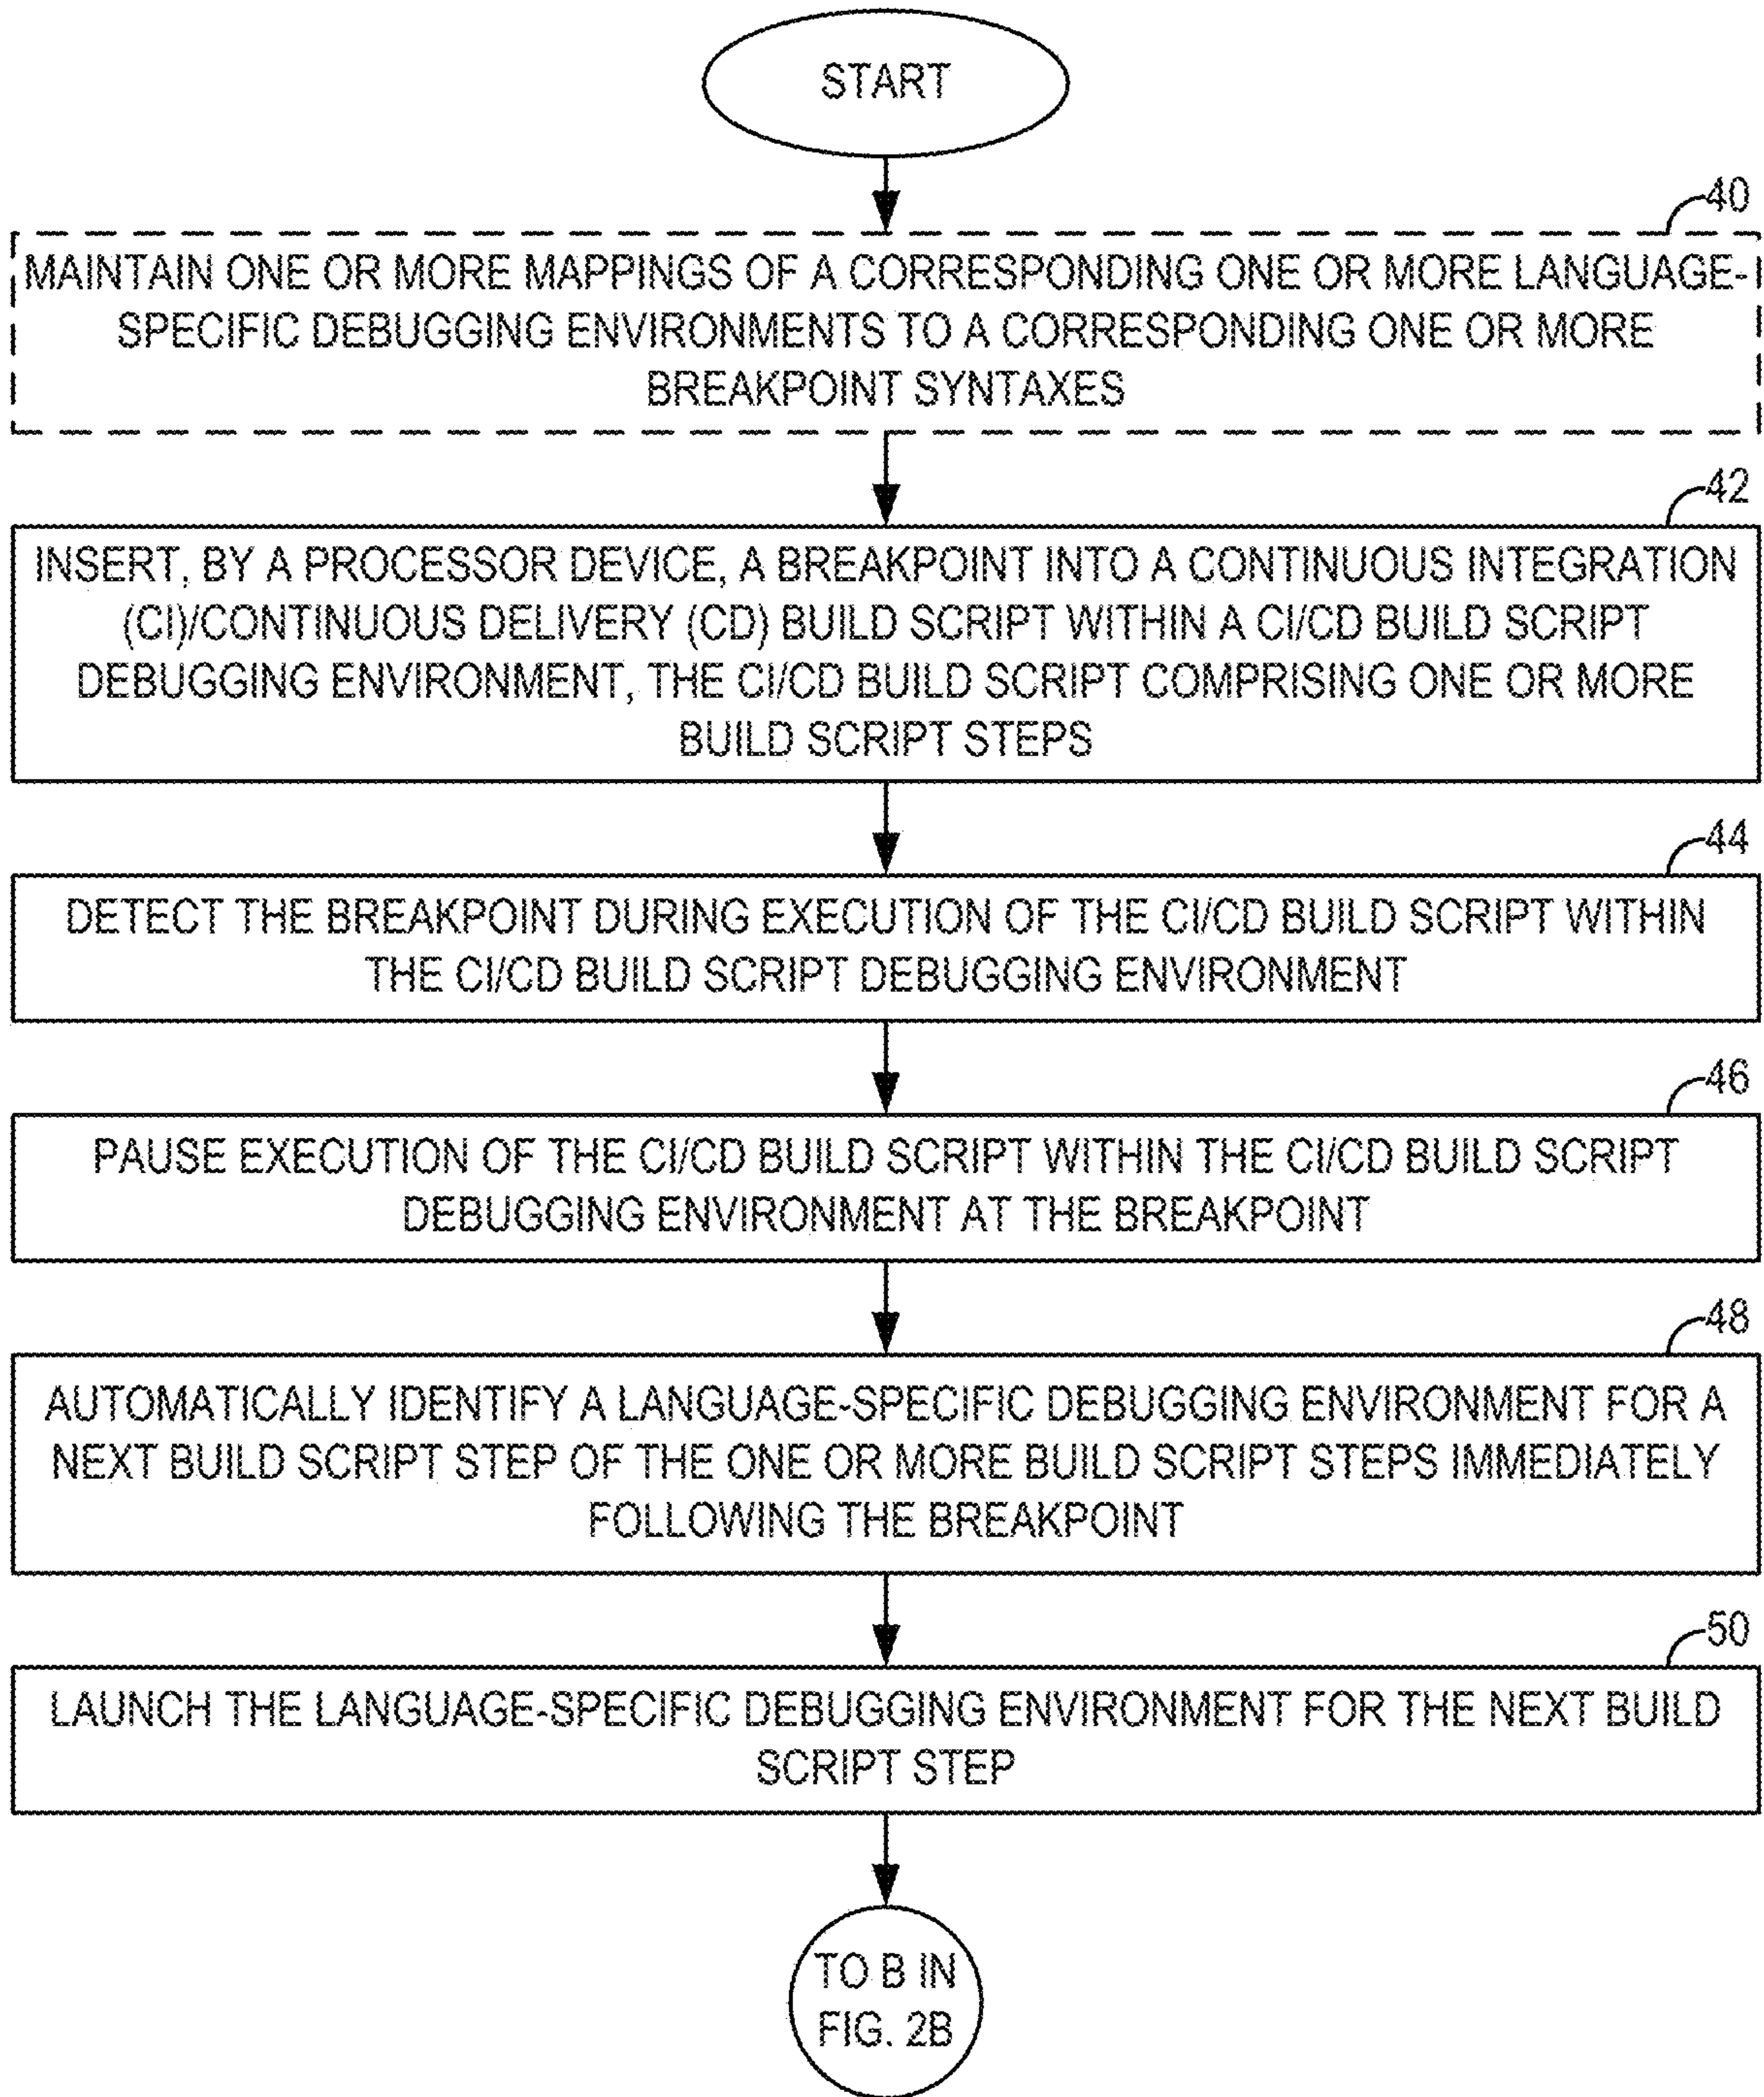 START
40
MAINTAIN ONE OR MORE MAPPINGS OF A CORRESPONDING ONE OR MORE LANGUAGE-
SPECIFIC DEBUGGING ENVIRONMENTS TO A CORRESPONDING ONE OR MORE
BREAKPOINT SYNTAXES
42
INSERT, BY A PROCESSOR DEVICE, A BREAKPOINT INTO A CONTINUOUS INTEGRATION
(CI)/CONTINUOUS DELIVERY (CD) BUILD SCRIPT WITHIN A CI/CD BUILD SCRIPT
DEBUGGING ENVIRONMENT, THE CI/CD BUILD SCRIPT COMPRISING ONE OR MORE
BUILD SCRIPT STEPS
44
DETECT THE BREAKPOINT DURING EXECUTION OF THE CI/CD BUILD SCRIPT WITHIN
THE CI/CD BUILD SCRIPT DEBUGGING ENVIRONMENT
46
PAUSE EXECUTION OF THE CI/CD BUILD SCRIPT WITHIN THE CI/CD BUILD SCRIPT
DEBUGGING ENVIRONMENT AT THE BREAKPOINT
48
AUTOMATICALLY IDENTIFY A LANGUAGE-SPECIFIC DEBUGGING ENVIRONMENT FOR A
NEXT BUILD SCRIPT STEP OF THE ONE OR MORE BUILD SCRIPT STEPS IMMEDIATELY
FOLLOWING THE BREAKPOINT
50
LAUNCH THE LANGUAGE-SPECIFIC DEBUGGING ENVIRONMENT FOR THE NEXT BUILD
SCRIPT STEP
TO B IN
FIG. 2B